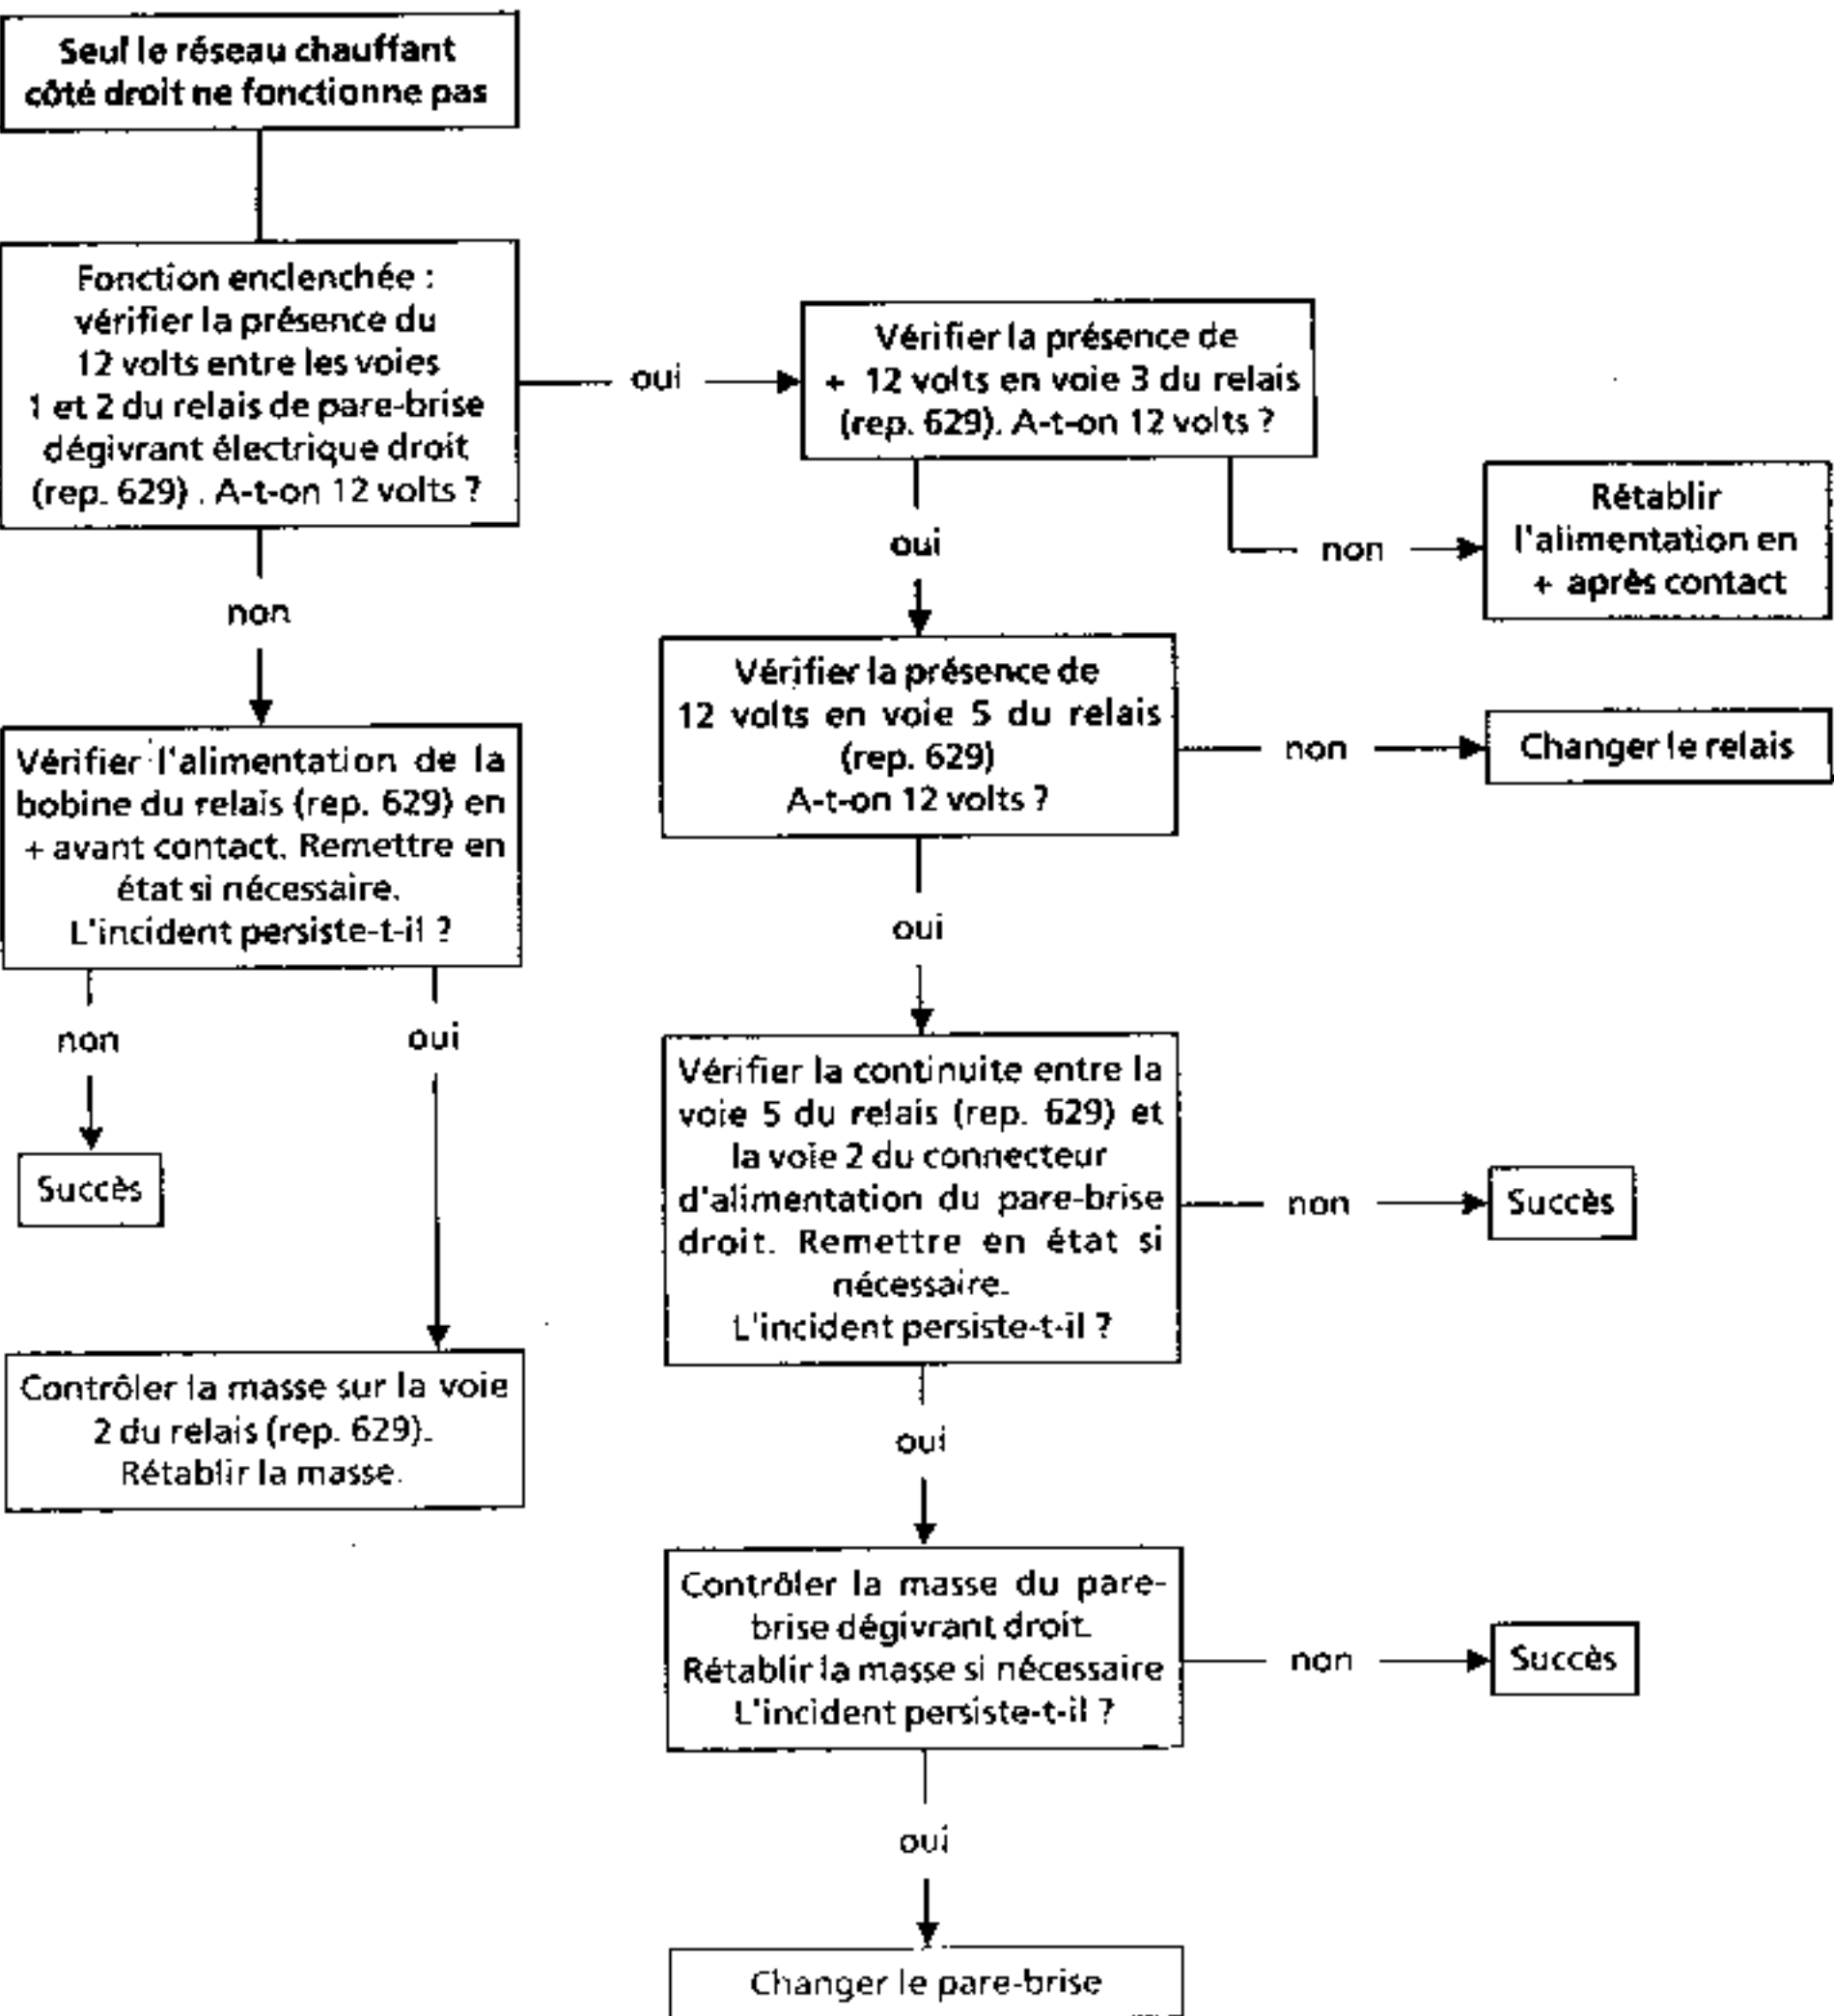 Seul le réseau chauffant
côté droit ne fonctionne pas
Fonction enclenchée :
vérifier la présence du
12 volts entre les voies
1 et 2 du relais de pare-brise
dégivrant électrique droit
(rep. 629) . A-t-on 12 volts ?
oui
Vérifier la présence de
+ 12 volts en voie 3 du relais
(rep. 629). A-t-on 12 volts ?
non
Rétablir
l'alimentation en
+ après contact
oui
non
Vérifier la présence de
12 volts en voie 5 du relais
(rep. 629)
A-t-on 12 volts ?
non
Changer le relais
Vérifier l'alimentation de la
bobine du relais (rep. 629) en
+ avant contact. Remettre en
état si nécessaire.
L'incident persiste-t-il ?
oui
non
oui
Vérifier la continuite entre la
voie 5 du relais (rep. 629) et
la voie 2 du connecteur
d'alimentation du pare-brise
droit. Remettre en état si
nécessaire.
L'incident persiste-t-il ?
non
Succès
Succès
Contrôler la masse sur la voie
2 du relais (rep. 629).
Rétablir la masse.
oui
Contrôler la masse du pare-
brise dégivrant droit.
Rétablir la masse si nécessaire
L'incident persiste-t-il ?
non
Succès
oui
Changer le pare-brise